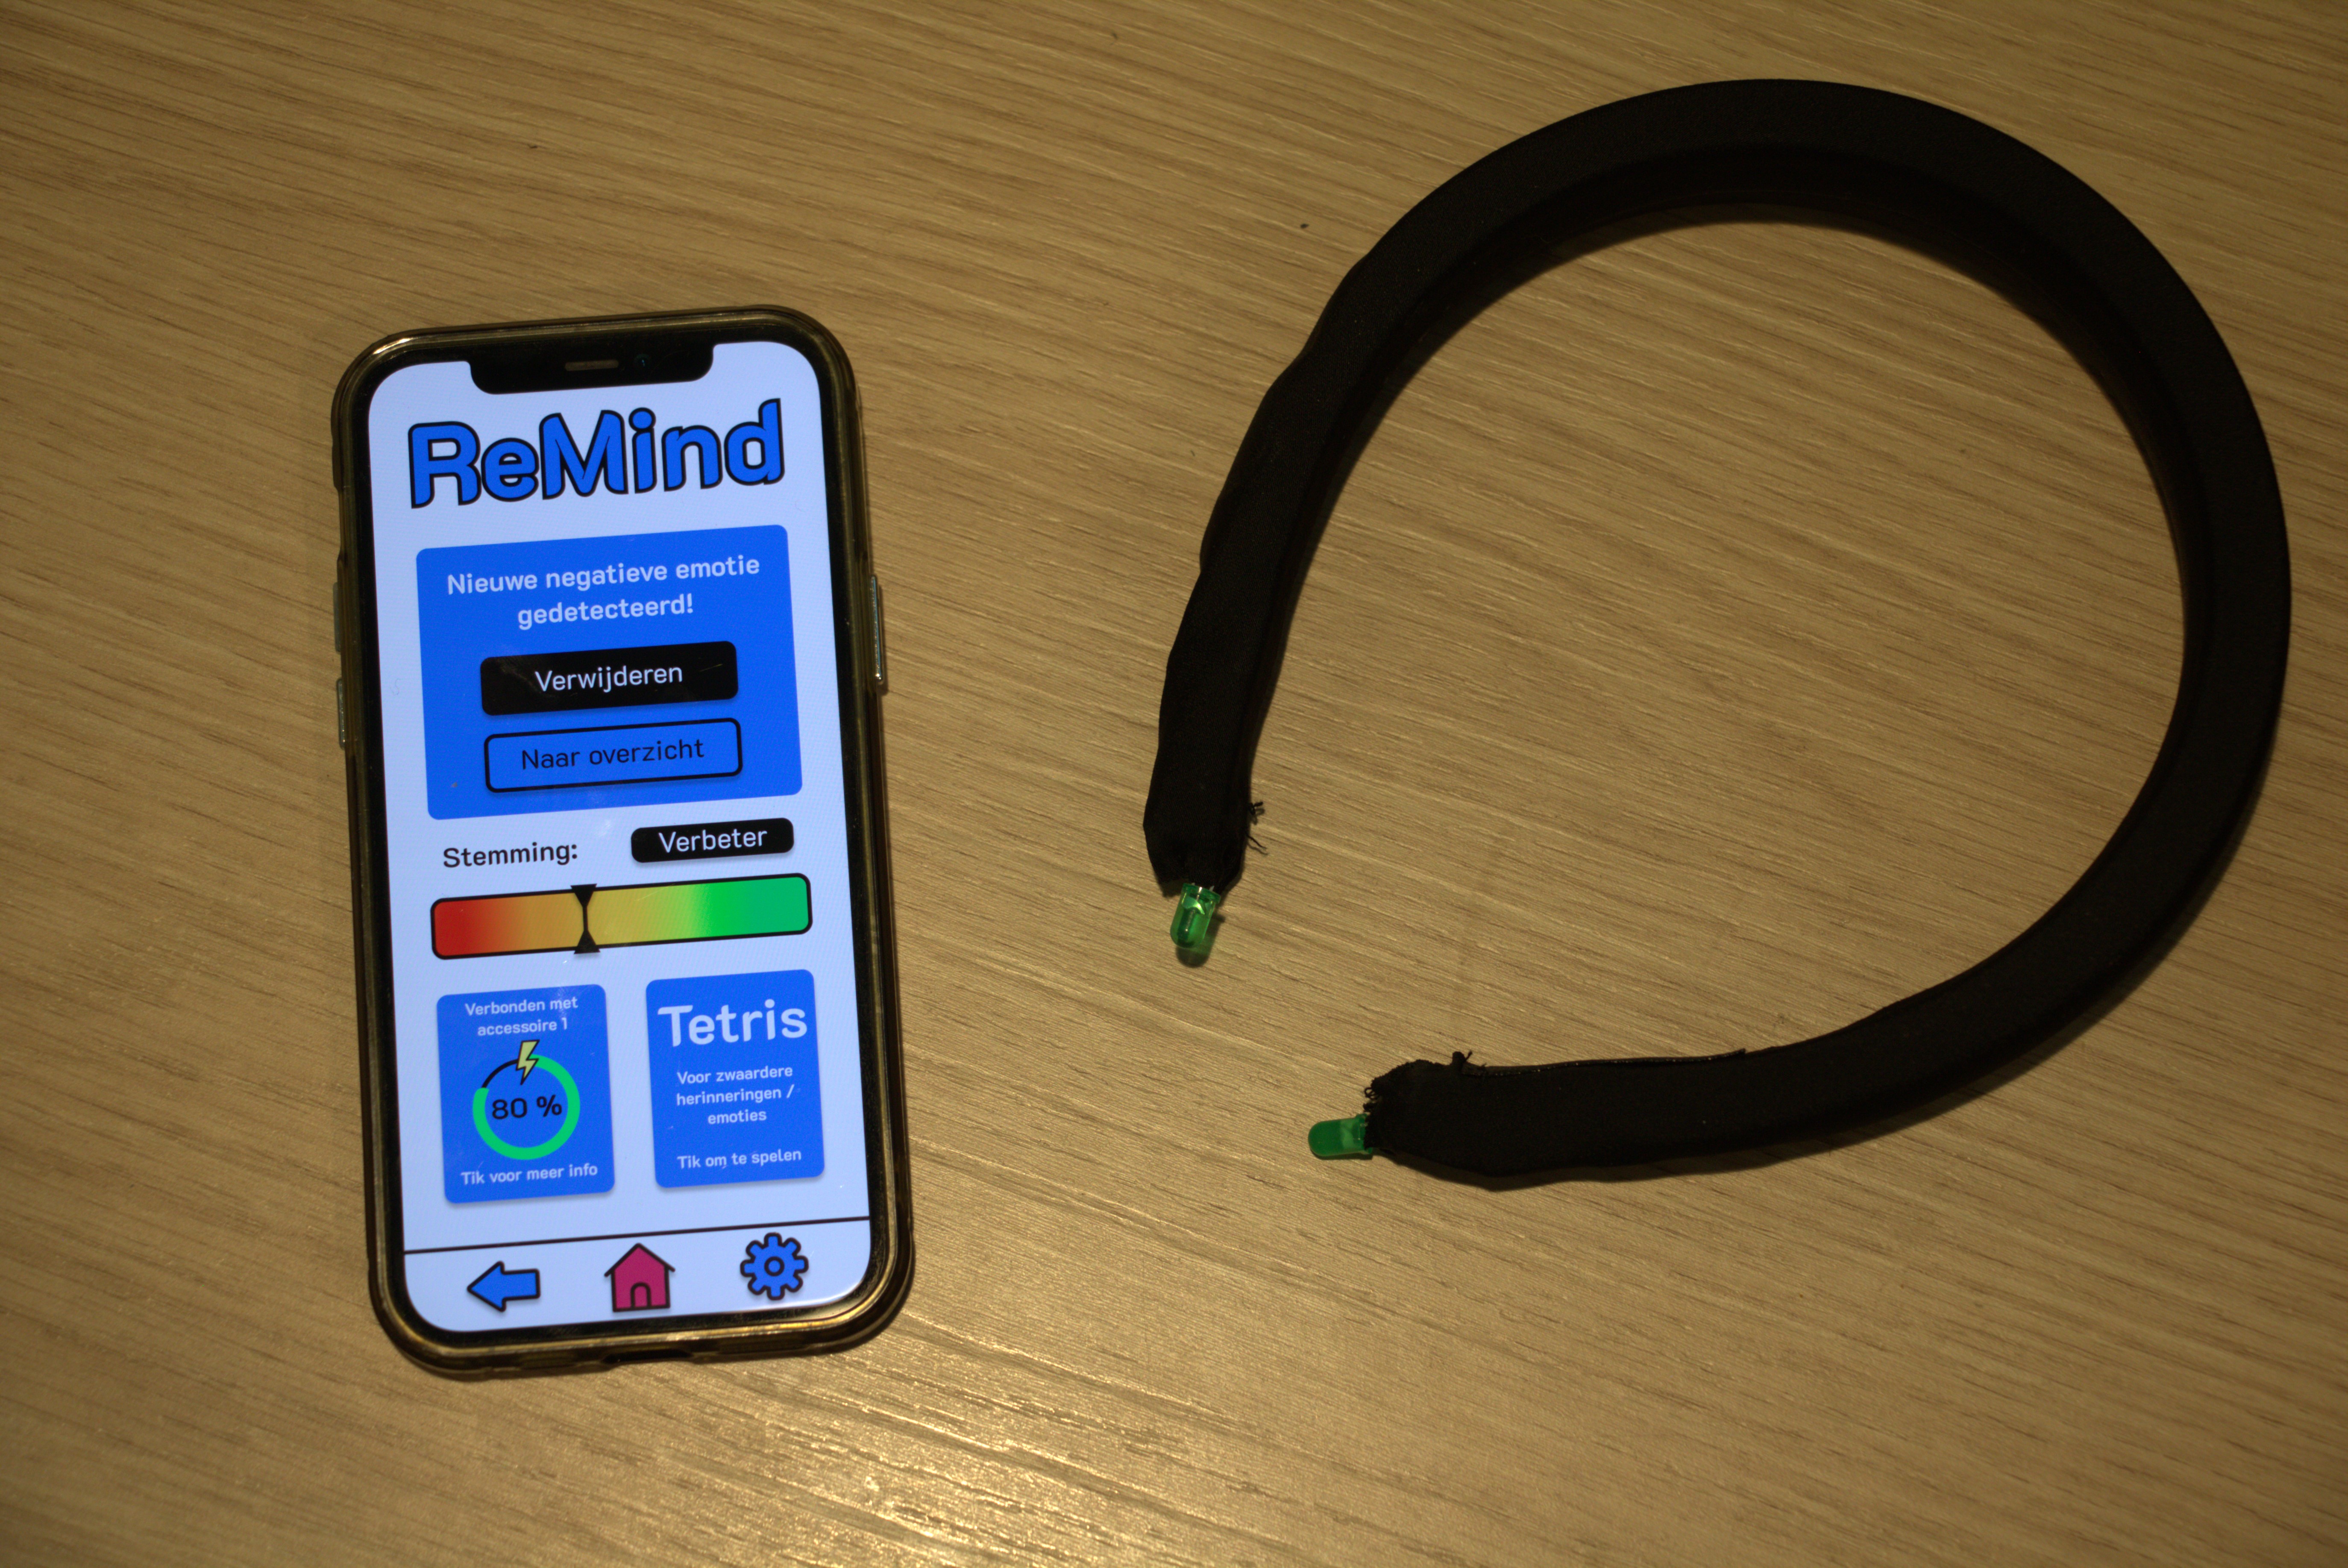 ReMind
Nieuwe negatieve emotie
gedetecteerd!
Verwijderen
Naar overzicht
Stemming:
Verbeter
Verbonden met
accessoire 1
80 %
Tik voor meer info
Tetris
Voor zwaardere
herinneringen /
emoties
Tik om te spelen